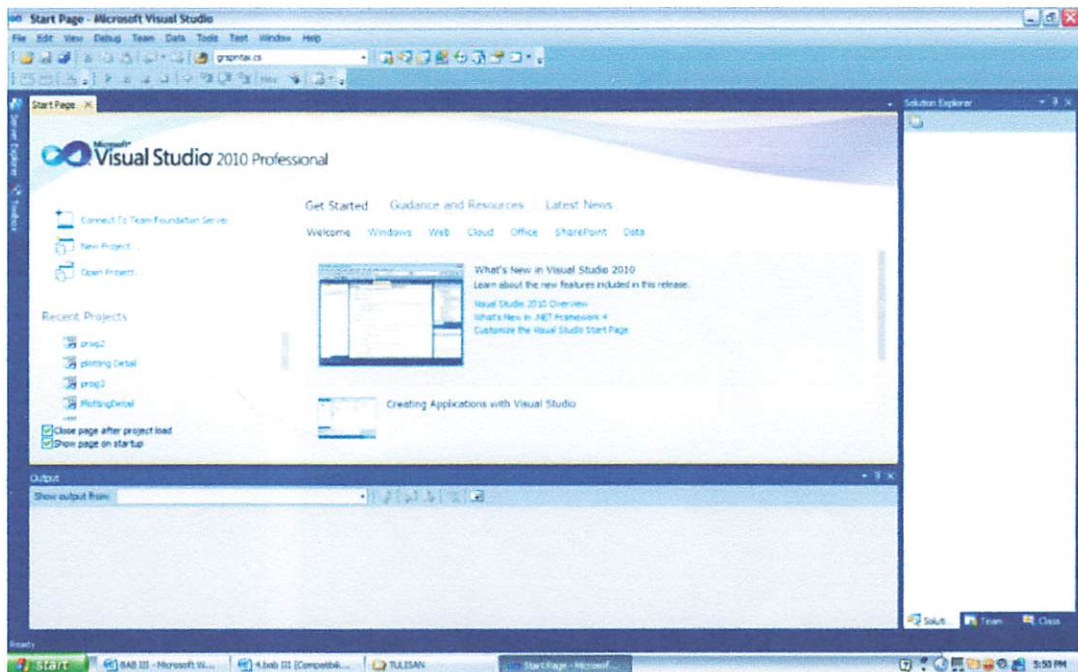 Start Page - Microsoft Visual Studio
File Edit View Debug Team Data Tools Test Window Help
Start Page
Solution Explorer
Server Explorer
Toolbox
Microsoft
Visual Studio 2010 Professional
Connect To Team Foundation Server
New Project...
Open Project...
Recent Projects
prog2
plotting Detail
prog2
PlottingDetail
Close page after project load
Show page on startup
Get Started Guidance and Resources Latest News
Welcome Windows Web Cloud Office SharePoint Data
What's New in Visual Studio 2010
Learn about the new features included in this release.
Visual Studio 2010 Overview
What's New in .NET Framework 4
Customize the Visual Studio Start Page
Creating Applications with Visual Studio
Output
Show output from:
Soluti... Team Class
Ready
start
BAB III - Microsoft W...
4.bab III [Compatibili...
TULISAN
Start Page - Microsof...
5:50 PM